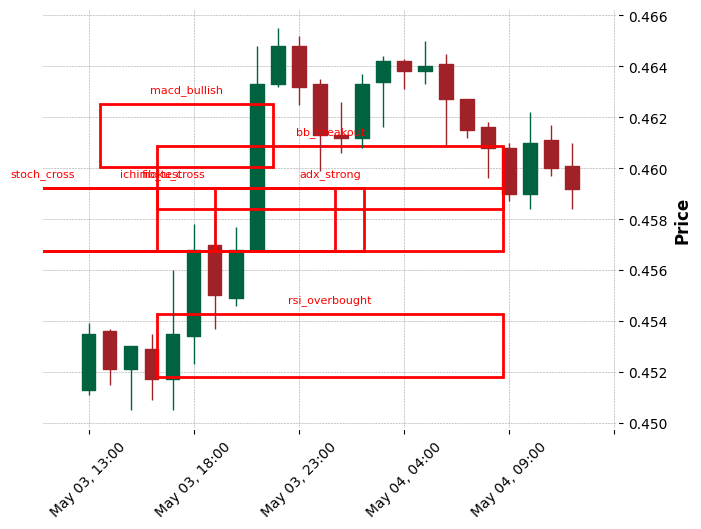 0.466
0.464
macd_bullish
0.462
bb_breakout
0.460
stoch_cross
ichimoku_cross
fib_test
adx_strong
0.458
Price
0.456
rsi_overbought
0.454
0.452
0.450
May 03, 13:00
May 03, 18:00
May 03, 23:00
May 04, 04:00
May 04, 09:00